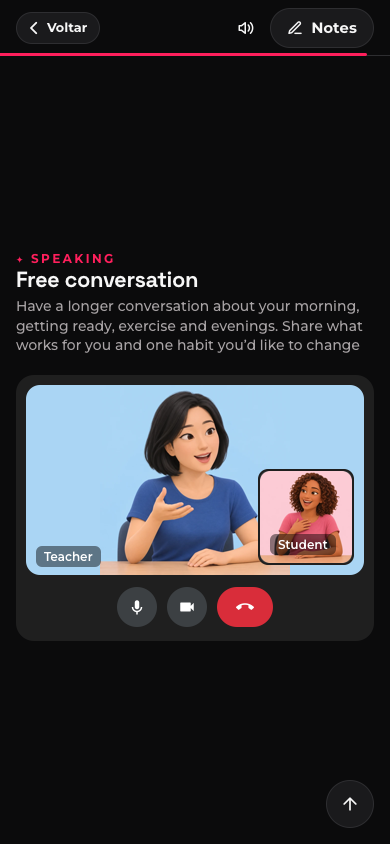 Voltar
Notes
SPEAKING
Free conversation
Have a longer conversation about your morning,
getting ready, exercise and evenings. Share what
works for you and one habit you'd like to change
Teacher
Student